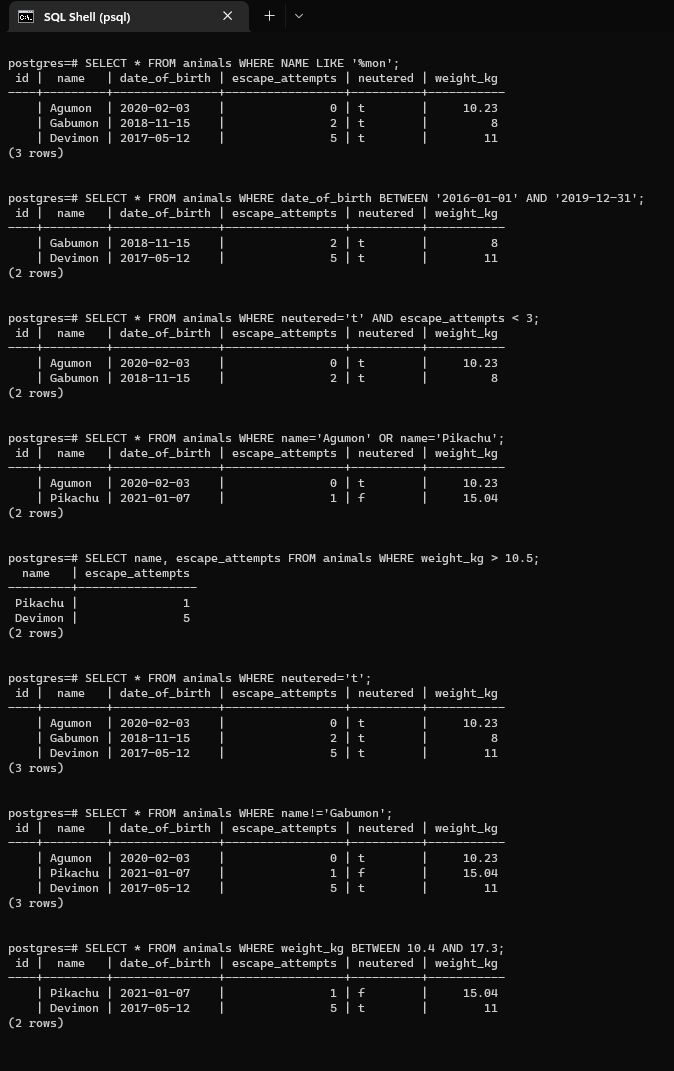 SQL Shell (psql)
postgres=# SELECT * FROM animals WHERE NAME LIKE '%mon';
 id |  name   | date_of_birth | escape_attempts | neutered | weight_kg
----+---------+---------------+-----------------+----------+-----------
    | Agumon  | 2020-02-03    |               0 | t        |     10.23
    | Gabumon | 2018-11-15    |               2 | t        |         8
    | Devimon | 2017-05-12    |               5 | t        |        11
(3 rows)
postgres=# SELECT * FROM animals WHERE date_of_birth BETWEEN '2016-01-01' AND '2019-12-31';
 id |  name   | date_of_birth | escape_attempts | neutered | weight_kg
----+---------+---------------+-----------------+----------+-----------
    | Gabumon | 2018-11-15    |               2 | t        |         8
    | Devimon | 2017-05-12    |               5 | t        |        11
(2 rows)
postgres=# SELECT * FROM animals WHERE neutered='t' AND escape_attempts < 3;
 id |  name   | date_of_birth | escape_attempts | neutered | weight_kg
----+---------+---------------+-----------------+----------+-----------
    | Agumon  | 2020-02-03    |               0 | t        |     10.23
    | Gabumon | 2018-11-15    |               2 | t        |         8
(2 rows)
postgres=# SELECT * FROM animals WHERE name='Agumon' OR name='Pikachu';
 id |  name   | date_of_birth | escape_attempts | neutered | weight_kg
----+---------+---------------+-----------------+----------+-----------
    | Agumon  | 2020-02-03    |               0 | t        |     10.23
    | Pikachu | 2021-01-07    |               1 | f        |     15.04
(2 rows)
postgres=# SELECT name, escape_attempts FROM animals WHERE weight_kg > 10.5;
  name   | escape_attempts
---------+-----------------
 Pikachu |               1
 Devimon |               5
(2 rows)
postgres=# SELECT * FROM animals WHERE neutered='t';
 id |  name   | date_of_birth | escape_attempts | neutered | weight_kg
----+---------+---------------+-----------------+----------+-----------
    | Agumon  | 2020-02-03    |               0 | t        |     10.23
    | Gabumon | 2018-11-15    |               2 | t        |         8
    | Devimon | 2017-05-12    |               5 | t        |        11
(3 rows)
postgres=# SELECT * FROM animals WHERE name!='Gabumon';
 id |  name   | date_of_birth | escape_attempts | neutered | weight_kg
----+---------+---------------+-----------------+----------+-----------
    | Agumon  | 2020-02-03    |               0 | t        |     10.23
    | Pikachu | 2021-01-07    |               1 | f        |     15.04
    | Devimon | 2017-05-12    |               5 | t        |        11
(3 rows)
postgres=# SELECT * FROM animals WHERE weight_kg BETWEEN 10.4 AND 17.3;
 id |  name   | date_of_birth | escape_attempts | neutered | weight_kg
----+---------+---------------+-----------------+----------+-----------
    | Pikachu | 2021-01-07    |               1 | f        |     15.04
    | Devimon | 2017-05-12    |               5 | t        |        11
(2 rows)